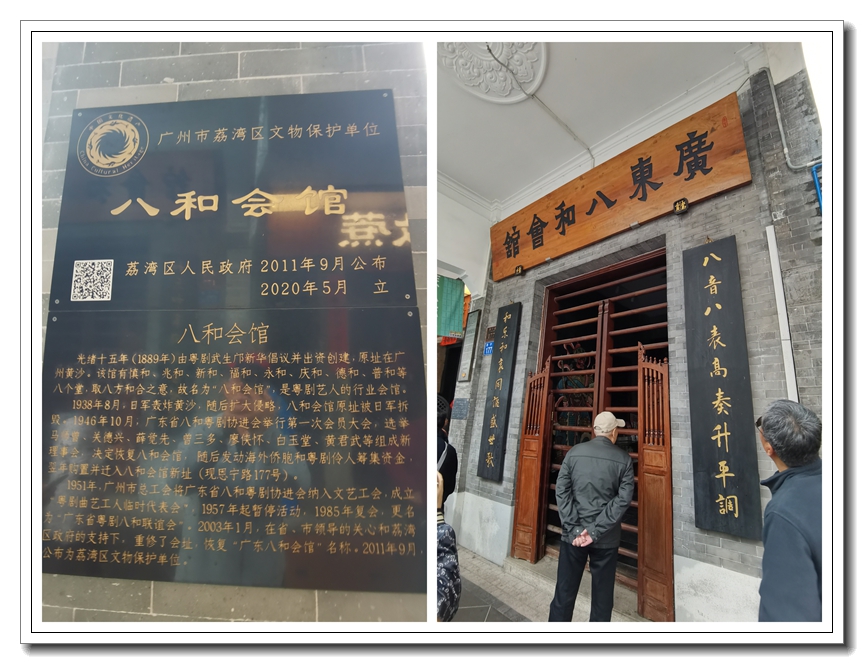 广州市荔湾区文物保护单位
八和会馆
荔湾区人民政府 2011年9月公布
2020年5月 立
八和会馆
光绪十五年（1889年）由粤剧武生邝新华倡议并出资创建，原址在广
州黄沙。该馆有慎和、兆和、新和、福和、永和、庆和、德和、普和等
八个堂，取八方和合之意，故名为“八和会馆”，是粤剧艺人的行业会馆。
1938年8月，日军轰炸黄沙，随后扩大侵略，八和会馆原址被日军拆
毁。1946年10月，广东省八和粤剧协进会举行第一次会员大会，选举
马师曾、关德兴、薛觉先、曾三多、廖侠怀、白玉堂、黄君武等组成新
理事会，决定恢复八和会馆，随后发动海外侨胞和粤剧伶人筹集资金，
翌年购置并迁入八和会馆新址（现恩宁路177号）。
1951年，广州市总工会将广东省八和粤剧协进会纳入文艺工会，成立
“粤剧曲艺工人临时代表会”。1957年起暂停活动，1985年复会，更名
为“广东省粤剧八和联谊会”。2003年1月，在省、市领导的关心和荔湾
区政府的支持下，重修了会址，恢复“广东八和会馆”名称。2011年9月，
公布为荔湾区文物保护单位。
廣東八和會館
八音八表高奏升平調
和衷同盛世歌